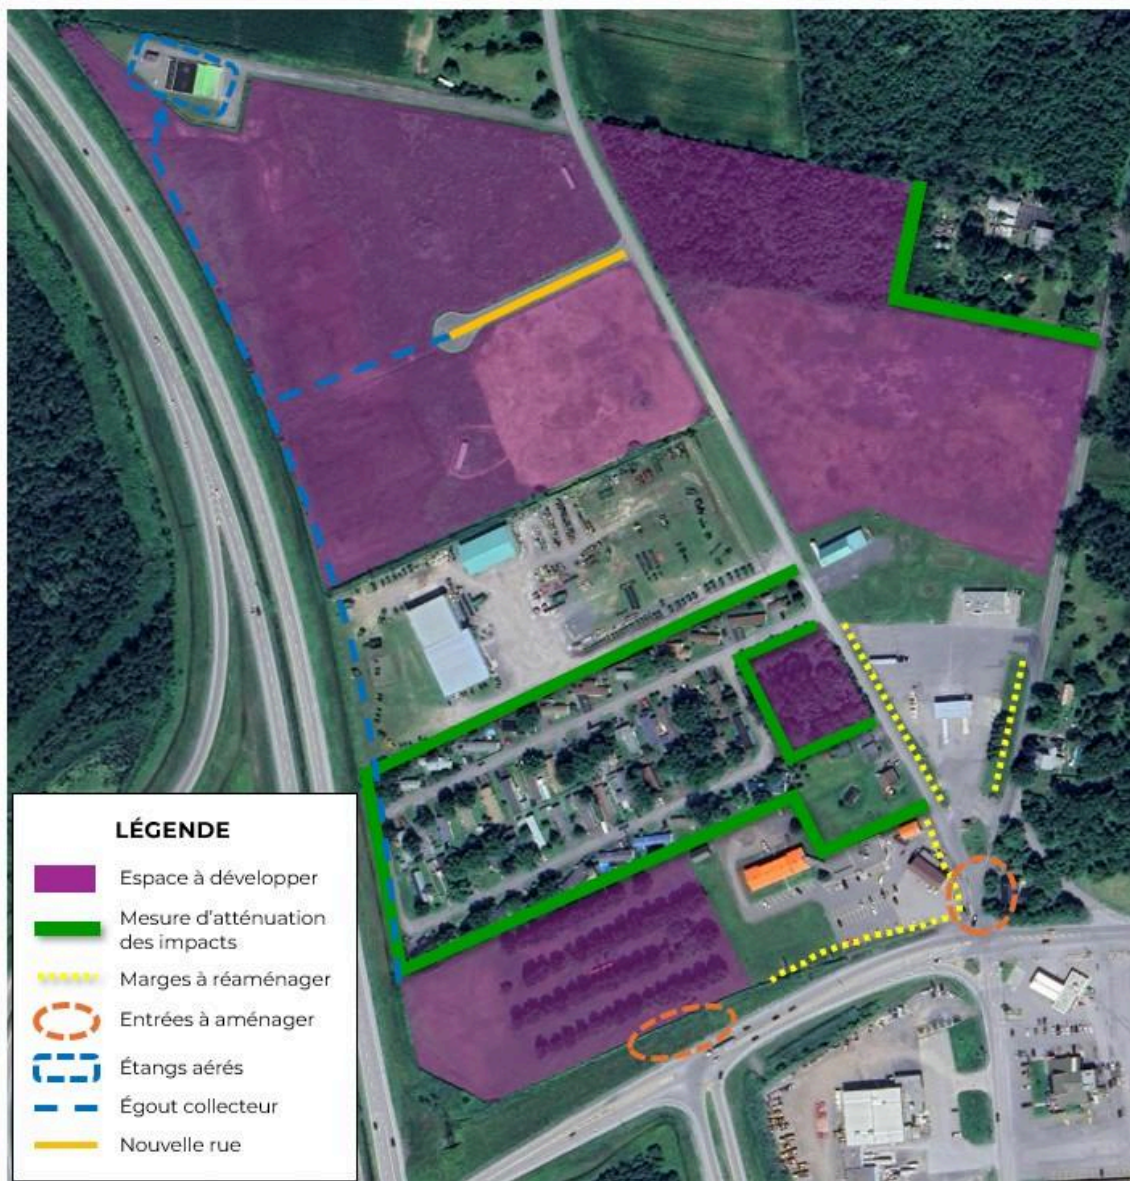 LÉGENDE
Espace à développer
Mesure d'atténuation
des impacts
Marges à réaménager
Entrées à aménager
Étangs aérés
Égout collecteur
Nouvelle rue